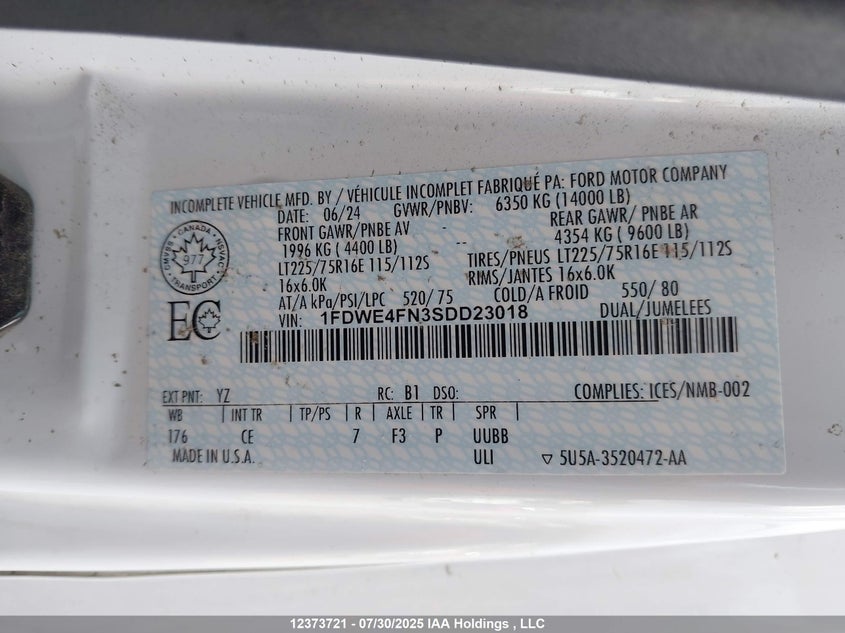 INCOMPLETE VEHICLE MFD. BY / VÉHICULE INCOMPLET FABRIQUÉ PA: FORD MOTOR COMPANY
DATE: 06/24 GVWR/PNBV: 6350 KG (14000 LB)
FRONT GAWR/PNBE AV REAR GAWR/ PNBE AR
1996 KG ( 4400 LB) -- 4354 KG ( 9600 LB)
LT225/75R16E 115/112S TIRES/PNEUS LT225/75R16E 115/112S
16x6.0K RIMS/JANTES 16x6.0K
AT/A kPa/PSI/LPC 520/ 75 COLD/A FROID 550/ 80
VIN: 1FDWE4FN3SDD23018 DUAL/JUMELEES
CANADA
CMVSS NSVAC
977
TRANSPORT
EC
EXT PNT: YZ RC: B1 DSO: COMPLIES: ICES/NMB-002
WB INT TR TP/PS R AXLE TR SPR
176 CE 7 F3 P UUBB
MADE IN U.S.A. ULI ▽ 5U5A-3520472-AA
12373721 - 07/30/2025 IAA Holdings , LLC